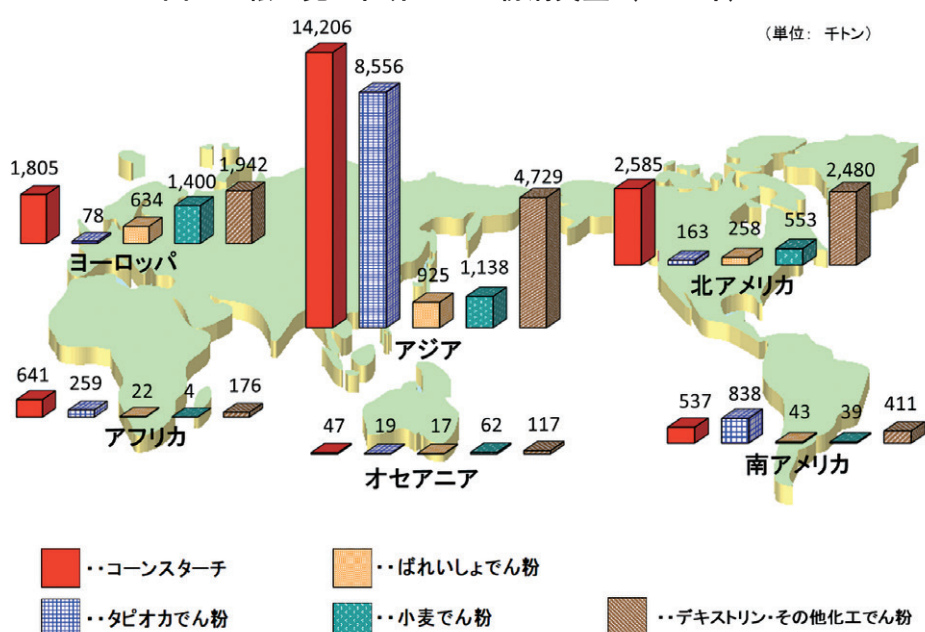 (単位: 千トン)
14,206
8,556
1,805
78
634
1,400
1,942
ヨーロッパ
925
1,138
4,729
アジア
2,585
163
258
553
2,480
北アメリカ
641
259
22
4
176
アフリカ
47
19
17
62
117
オセアニア
537
838
43
39
411
南アメリカ
・・コーンスターチ
・・ばれいしょでん粉
・・タピオカでん粉
・・小麦でん粉
・・デキストリン・その他化工でん粉